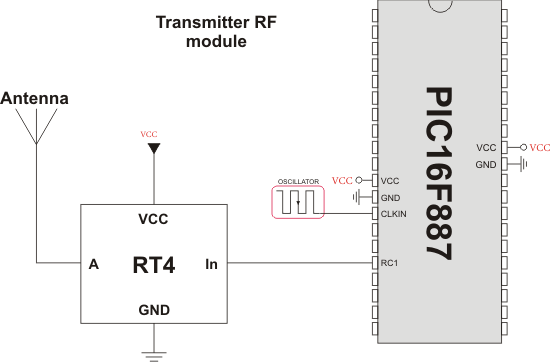 Transmitter RF
module
Antenna
VCC
VCC
RT4
A
In
GND
OSCILLATOR
VCC
VCC
GND
CLKIN
RC1
PIC16F887
VCC
VCC
GND